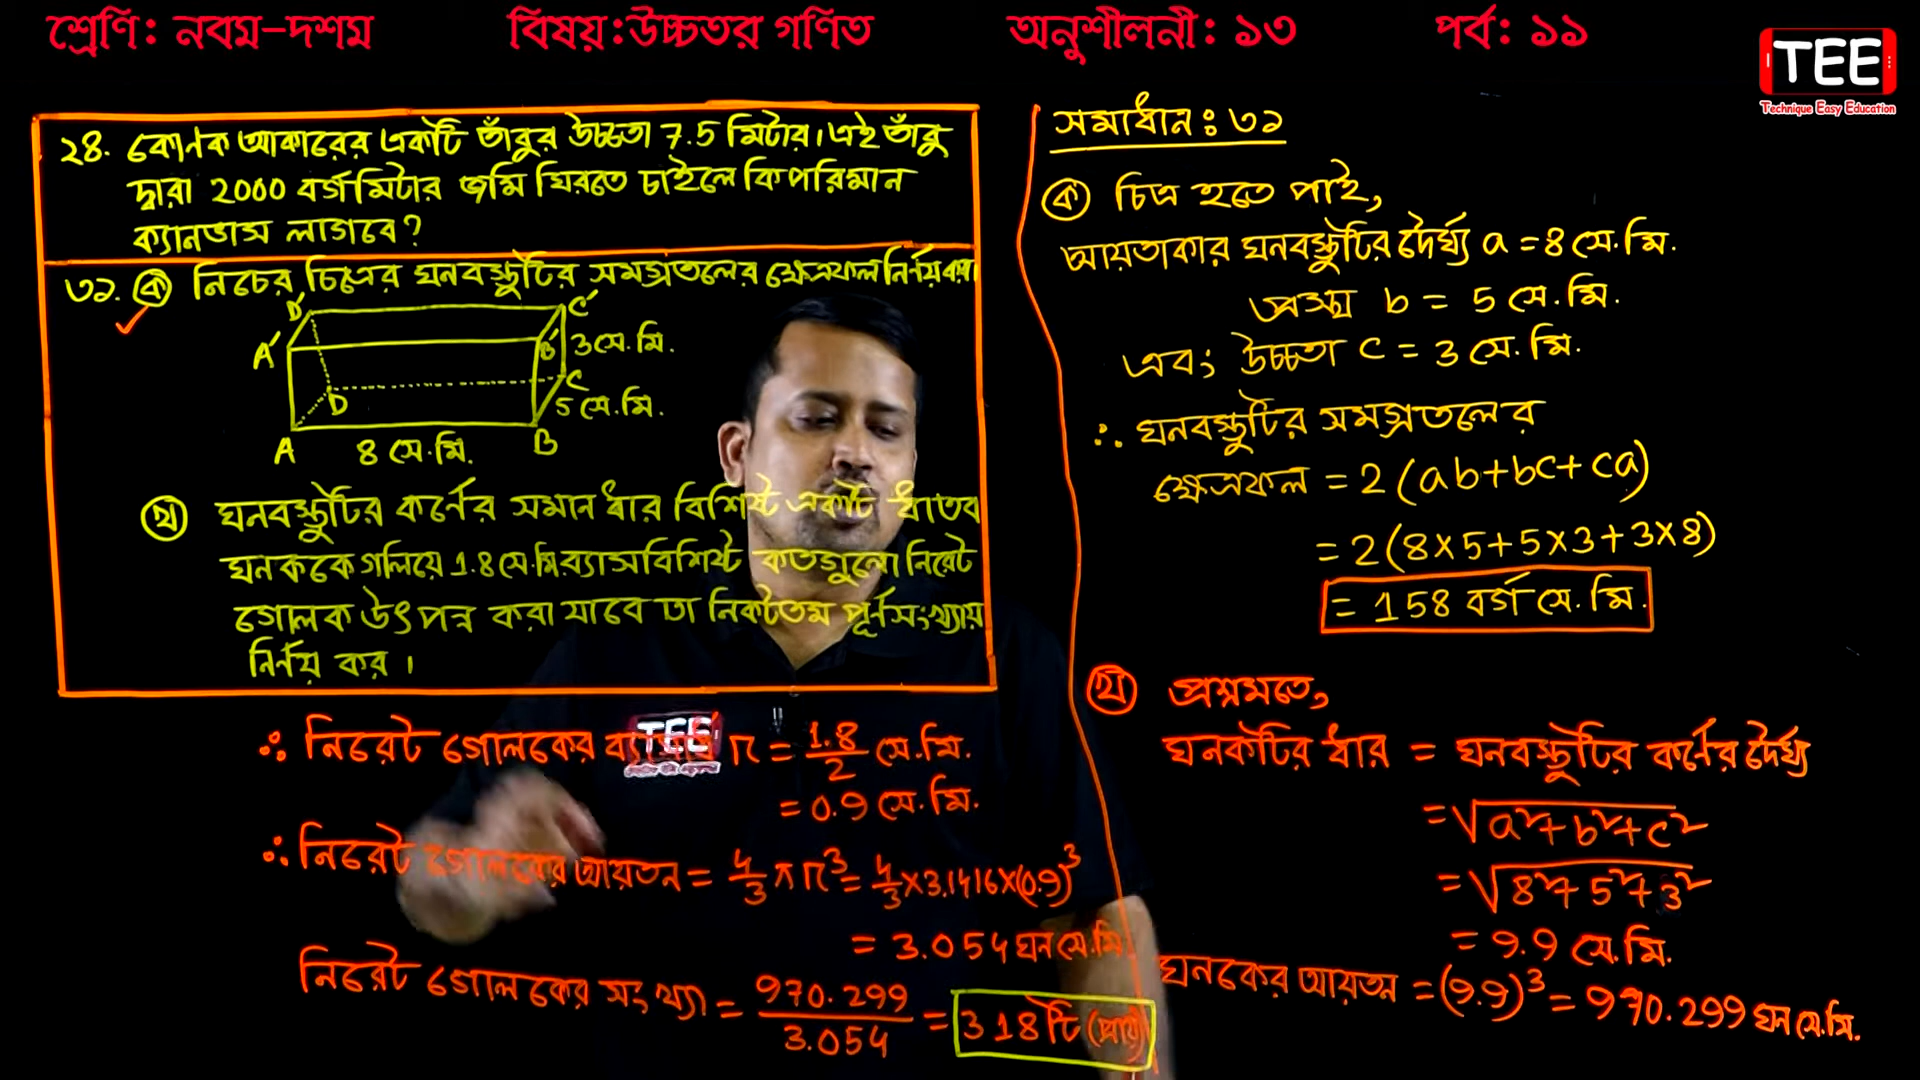 শ্রেণি: নবম-দশম বিষয়:উচ্চতর গণিত অনুশীলনী: ১৩ পর্ব: ১১
TEE
Technique Easy Education
২৪. কোণক আকারের একটি তাঁবুর উচ্চতা 7.5 মিটার। এই তাঁবু
দ্বারা 2000 বর্গমিটার জমি ঘিরতে চাইলে কি পরিমান
ক্যানভাস লাগবে?
৩১. ক নিচের চিত্রের ঘনবস্তুটির সমগ্রতলের ক্ষেত্রফল নির্ণয় কর।
D′ C′
A′ B′ 3 সে.মি.
D C
5 সে.মি.
A 8 সে.মি. B
খ ঘনবস্তুটির কর্ণের সমান ধার বিশিষ্ট একটি ধাতব
ঘনককে গলিয়ে 1.8 সে.মি ব্যাসবিশিষ্ট কতগুলো নিরেট
গোলক উৎপন্ন করা যাবে তা নিকটতম পূর্ণসংখ্যায়
নির্ণয় কর।
সমাধান: ৩১
ক চিত্র হতে পাই,
আয়তাকার ঘনবস্তুটির দৈর্ঘ্য a = 8 সে.মি.
প্রস্থ b = 5 সে.মি.
এবং উচ্চতা c = 3 সে.মি.
∴ ঘনবস্তুটির সমগ্রতলের
ক্ষেত্রফল = 2(ab+bc+ca)
= 2(8×5+5×3+3×8)
= 158 বর্গ সে.মি.
খ প্রশ্নমতে,
ঘনকটির ধার = ঘনবস্তুটির কর্ণের দৈর্ঘ্য
= √a²+b²+c²
= √8²+5²+3²
= 9.9 সে.মি.
ঘনকের আয়তন = (9.9)³ = 970.299 ঘন সে.মি.
∴ নিরেট গোলকের r = 1.8/2 সে.মি.
TEE
= 0.9 সে.মি.
∴ নিরেট গোলকের আয়তন = 4/3 πr³ = 4/3 × 3.1416 × (0.9)³
= 3.054 ঘন সে.মি.
নিরেট গোলকের সংখ্যা = 970.299/3.054 = 318 টি (প্রায়)